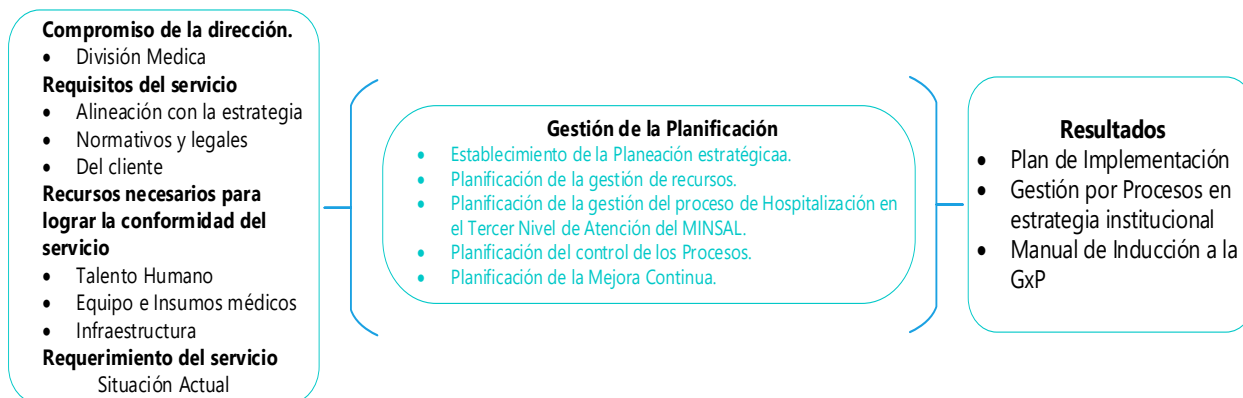 Compromiso de la dirección.
• División Medica
Requisitos del servicio
• Alineación con la estrategia
• Normativos y legales
• Del cliente
Recursos necesarios para
lograr la conformidad del
servicio
• Talento Humano
• Equipo e Insumos médicos
• Infraestructura
Requerimiento del servicio
Situación Actual
Gestión de la Planificación
• Establecimiento de la Planeación estratégicaa.
• Planificación de la gestión de recursos.
• Planificación de la gestión del proceso de Hospitalización en
el Tercer Nivel de Atención del MINSAL.
• Planificación del control de los Procesos.
• Planificación de la Mejora Continua.
Resultados
• Plan de Implementación
• Gestión por Procesos en
estrategia institucional
• Manual de Inducción a la
GxP